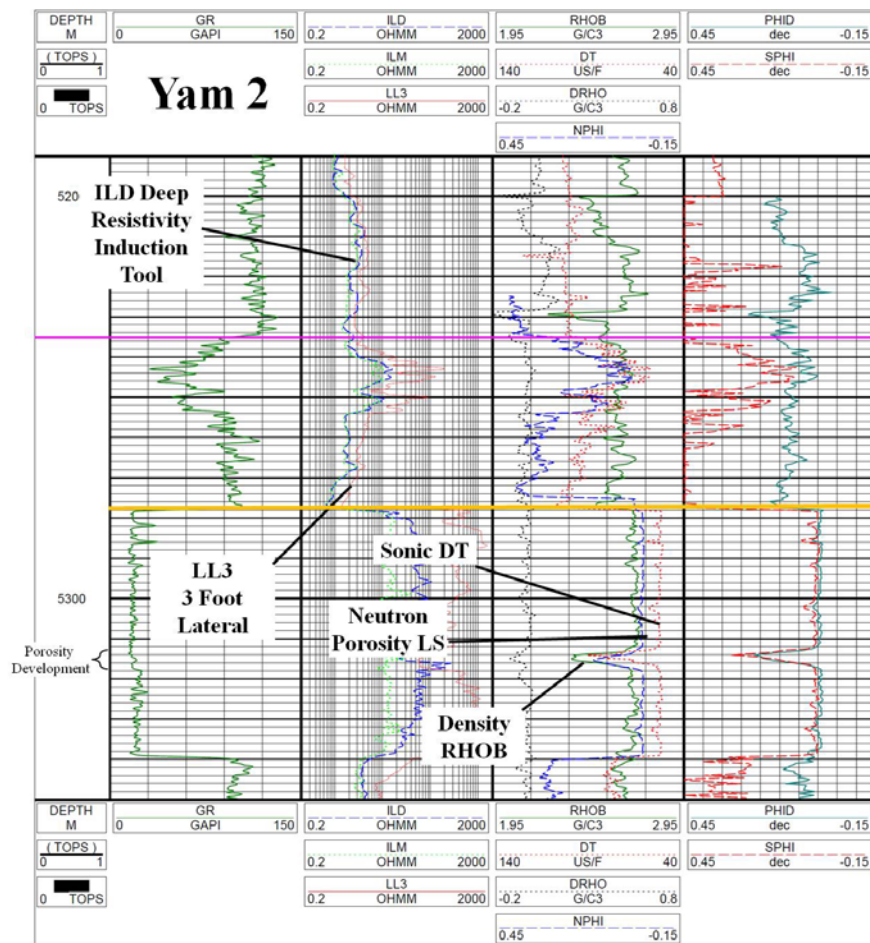 DEPTH
M
GR
0 GAPI 150
ILD
0.2 OHMM 2000
RHOB
1.95 G/C3 2.95
PHID
0.45 dec -0.15
( TOPS )
0 1
ILM
0.2 OHMM 2000
DT
140 US/F 40
SPHI
0.45 dec -0.15
0 TOPS
Yam 2
LL3
0.2 OHMM 2000
DRHO
-0.2 G/C3 0.8
NPHI
0.45 -0.15
520
ILD Deep
Resistivity
Induction
Tool
LL3
3 Foot
Lateral
Sonic DT
Neutron
Porosity LS
5300
Porosity
Development
Density
RHOB
DEPTH
M
GR
0 GAPI 150
ILD
0.2 OHMM 2000
RHOB
1.95 G/C3 2.95
PHID
0.45 dec -0.15
( TOPS )
0 1
ILM
0.2 OHMM 2000
DT
140 US/F 40
SPHI
0.45 dec -0.15
0 TOPS
LL3
0.2 OHMM 2000
DRHO
-0.2 G/C3 0.8
NPHI
0.45 -0.15